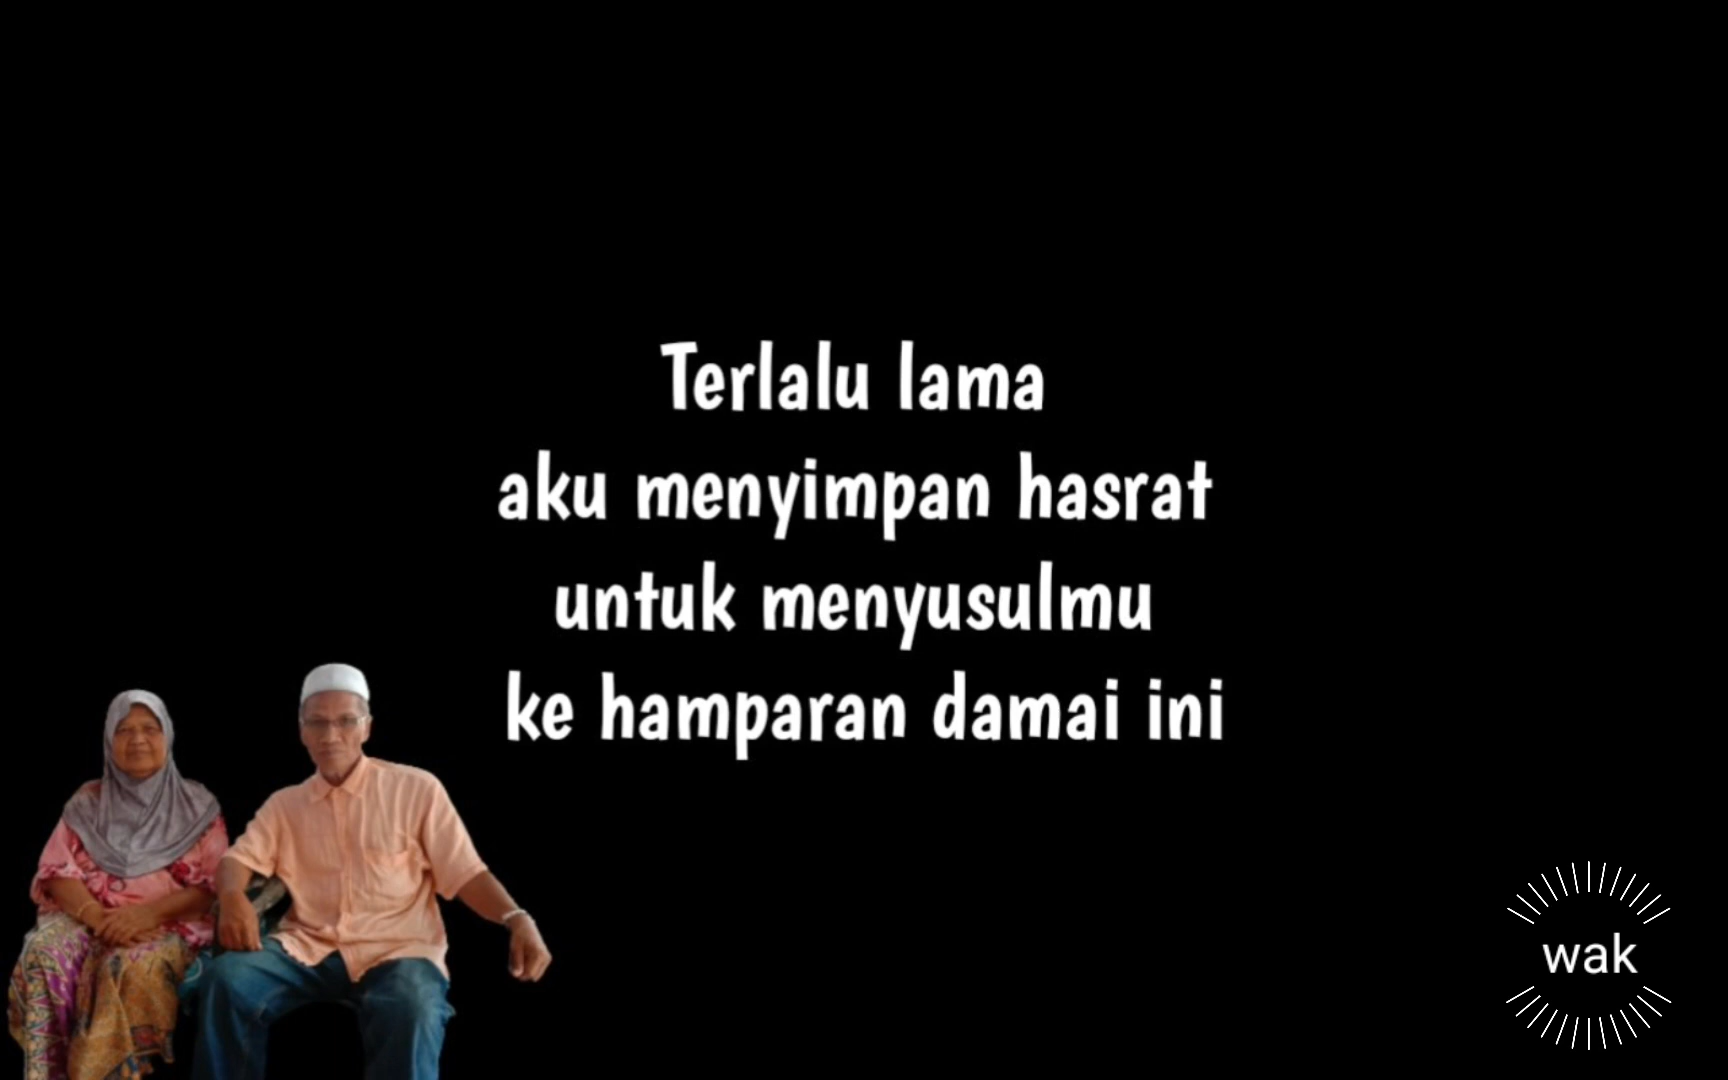 Terlalu lama
aku menyimpan hasrat
untuk menyusulmu
ke hamparan damai ini
wak